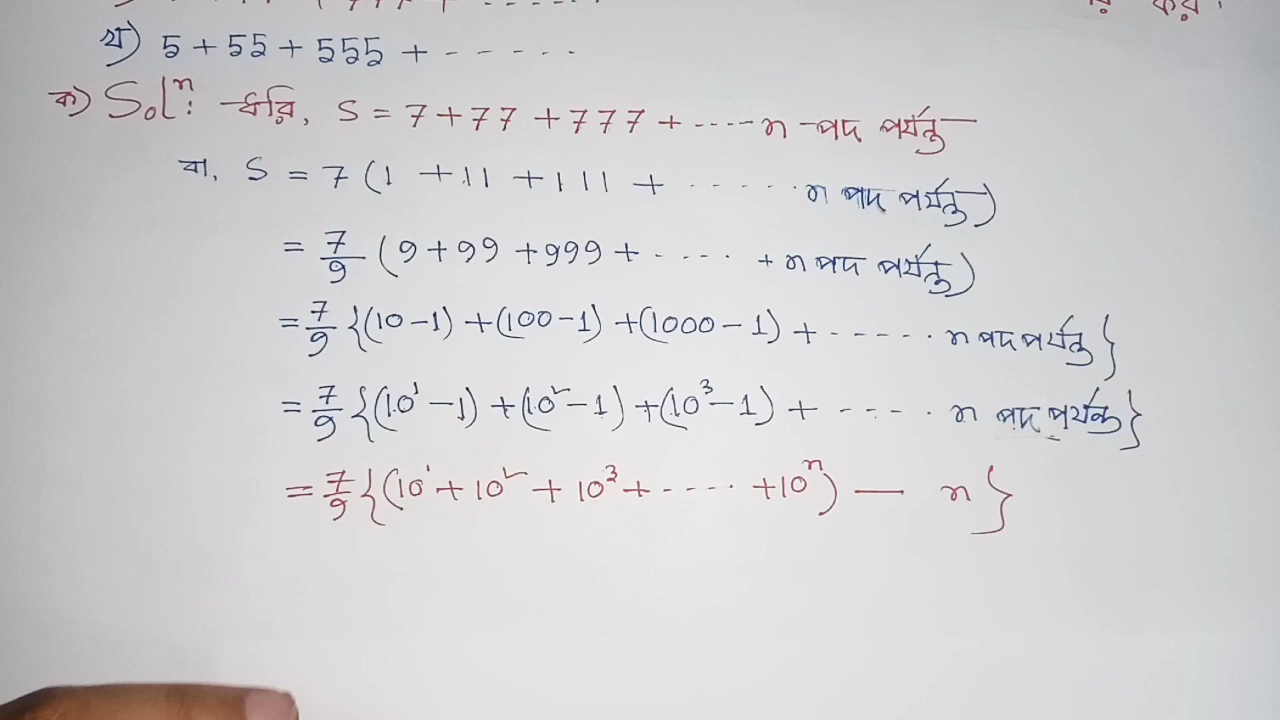 + 777 + ......
কর।
খ) 5 + 55 + 555 + ------
ক) Solⁿ: ধরি, S = 7 + 77 + 777 + ..... n -পদ পর্যন্ত
বা, S = 7 (1 + 11 + 111 + ...... n পদ পর্যন্ত)
= 7/9 (9 + 99 + 999 + ..... + n পদ পর্যন্ত)
= 7/9 {(10-1) + (100-1) + (1000-1) + ...... n পদ পর্যন্ত}
= 7/9 {(10¹-1) + (10²-1) + (10³-1) + ..... n পদ পর্যন্ত}
= 7/9 {(10¹ + 10² + 10³ + ..... + 10ⁿ) — n}